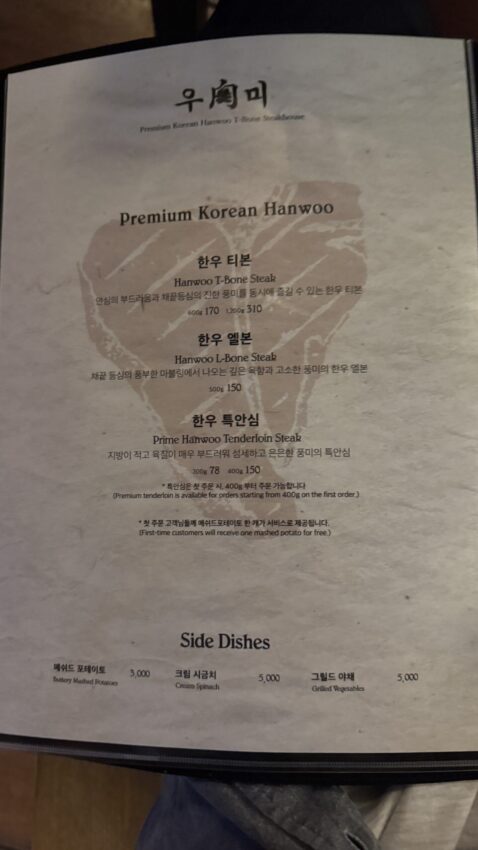 우肉미
Premium Korean Hanwoo T-Bone Steakhouse
Premium Korean Hanwoo
한우 티본
Hanwoo T-Bone Steak
안심의 부드러움과 채끝등심의 진한 풍미를 동시에 즐길 수 있는 한우 티본
600g 170 1200g 310
한우 엘본
Hanwoo L-Bone Steak
채끝 등심의 풍부한 마블링에서 나오는 깊은 육향과 고소한 풍미의 한우 엘본
500g 150
한우 특안심
Prime Hanwoo Tenderloin Steak
지방이 적고 육질이 매우 부드러워 섬세하고 은은한 풍미의 특안심
200g 78 400g 150
* 특안심은 첫 주문 시, 400g 부터 주문 가능합니다
(Premium tenderloin is available for orders starting from 400g on the first order.)
* 첫 주문 고객님들께 메쉬드포테이토 한 개가 서비스로 제공됩니다.
(First-time customers will receive one mashed potato for free.)
Side Dishes
메쉬드 포테이토 3,000 크림 시금치 5,000 그릴드 야채 5,000
Buttery Mashed Potatoes Cream Spinach Grilled Vegetables